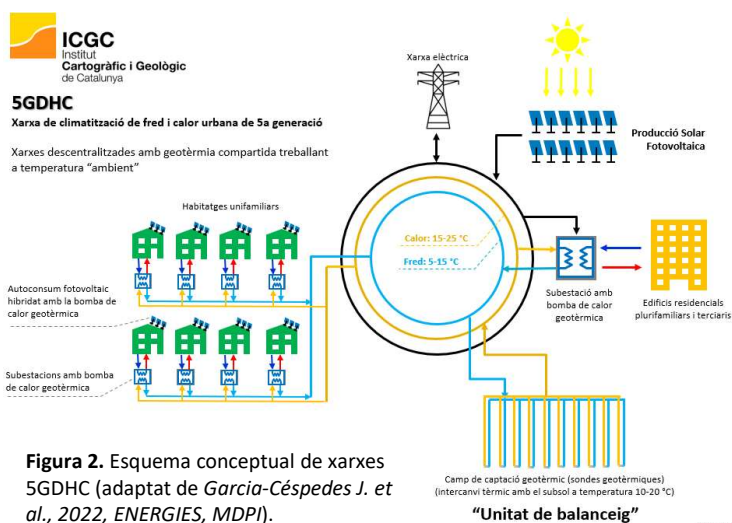 ICGC
Institut
Cartogràfic i Geològic
de Catalunya
5GDHC
Xarxa de climatització de fred i calor urbana de 5a generació
Xarxes descentralitzades amb geotèrmia compartida treballant
a temperatura “ambient”
Xarxa elèctrica
Producció Solar
Fotovoltaica
Habitatges unifamiliars
Calor: 15-25 °C
Fred: 5-15 °C
Autoconsum fotovoltaic
hibridat amb la bomba de
calor geotèrmica
Subestació amb
bomba de calor
geotèrmica
Edificis residencials
plurifamiliars i terciaris
Subestacions amb bomba
de calor geotèrmica
Figura 2. Esquema conceptual de xarxes
5GDHC (adaptat de Garcia-Céspedes J. et
al., 2022, ENERGIES, MDPI).
Camp de captació geotèrmic (sondes geotèrmiques)
(intercanvi tèrmic amb el subsol a temperatura 10-20 °C)
“Unitat de balanceig”